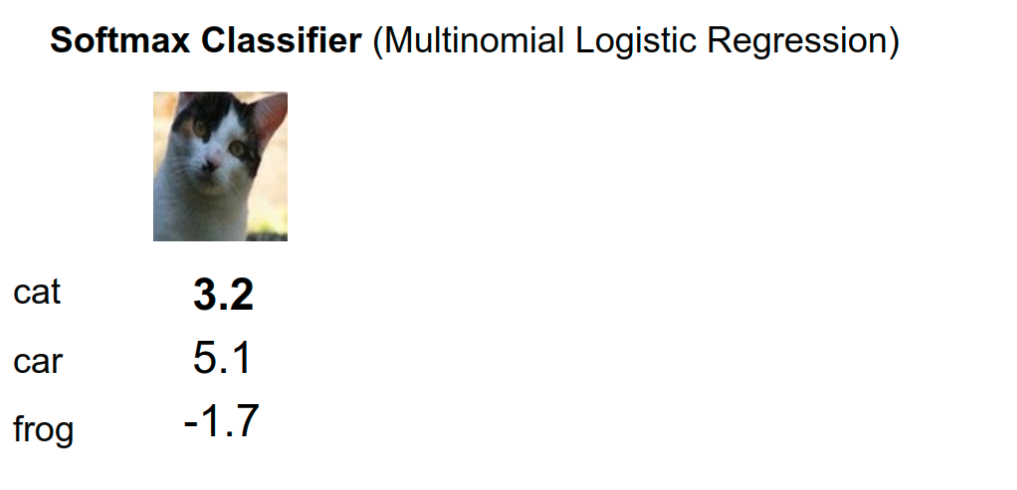 Softmax Classifier (Multinomial Logistic Regression)
cat 3.2
car 5.1
frog -1.7